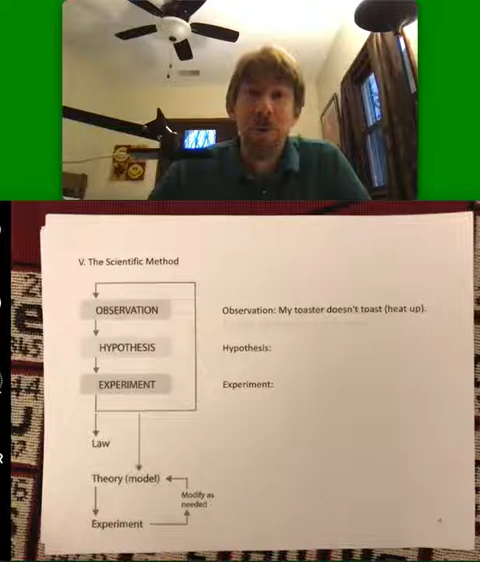 V. The Scientific Method
OBSERVATION
Observation: My toaster doesn't toast (heat up).
HYPOTHESIS
Hypothesis:
EXPERIMENT
Experiment:
Law
Theory (model)
Modify as
needed
Experiment